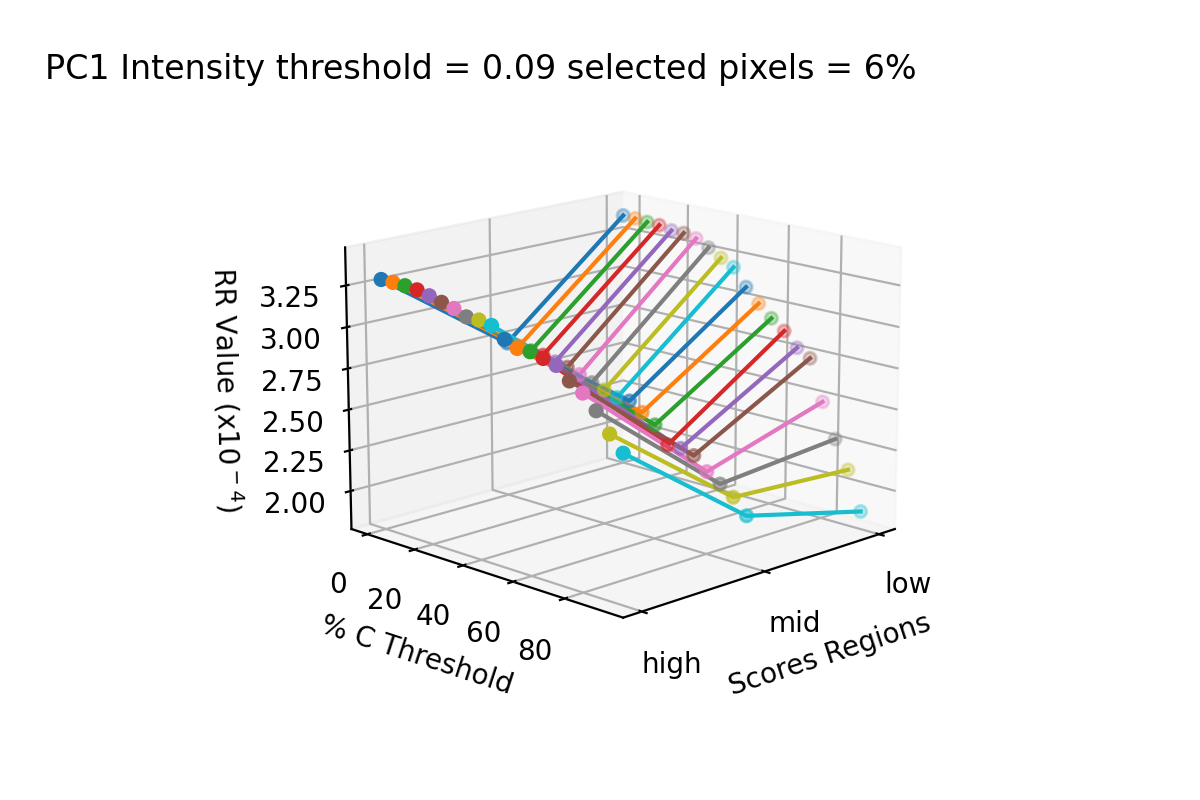 PC1 Intensity threshold = 0.09 selected pixels = 6%
RR Value (x10⁻⁴)
3.25
3.00
2.75
2.50
2.25
2.00
0
20
40
60
80
% C Threshold
high
mid
low
Scores Regions